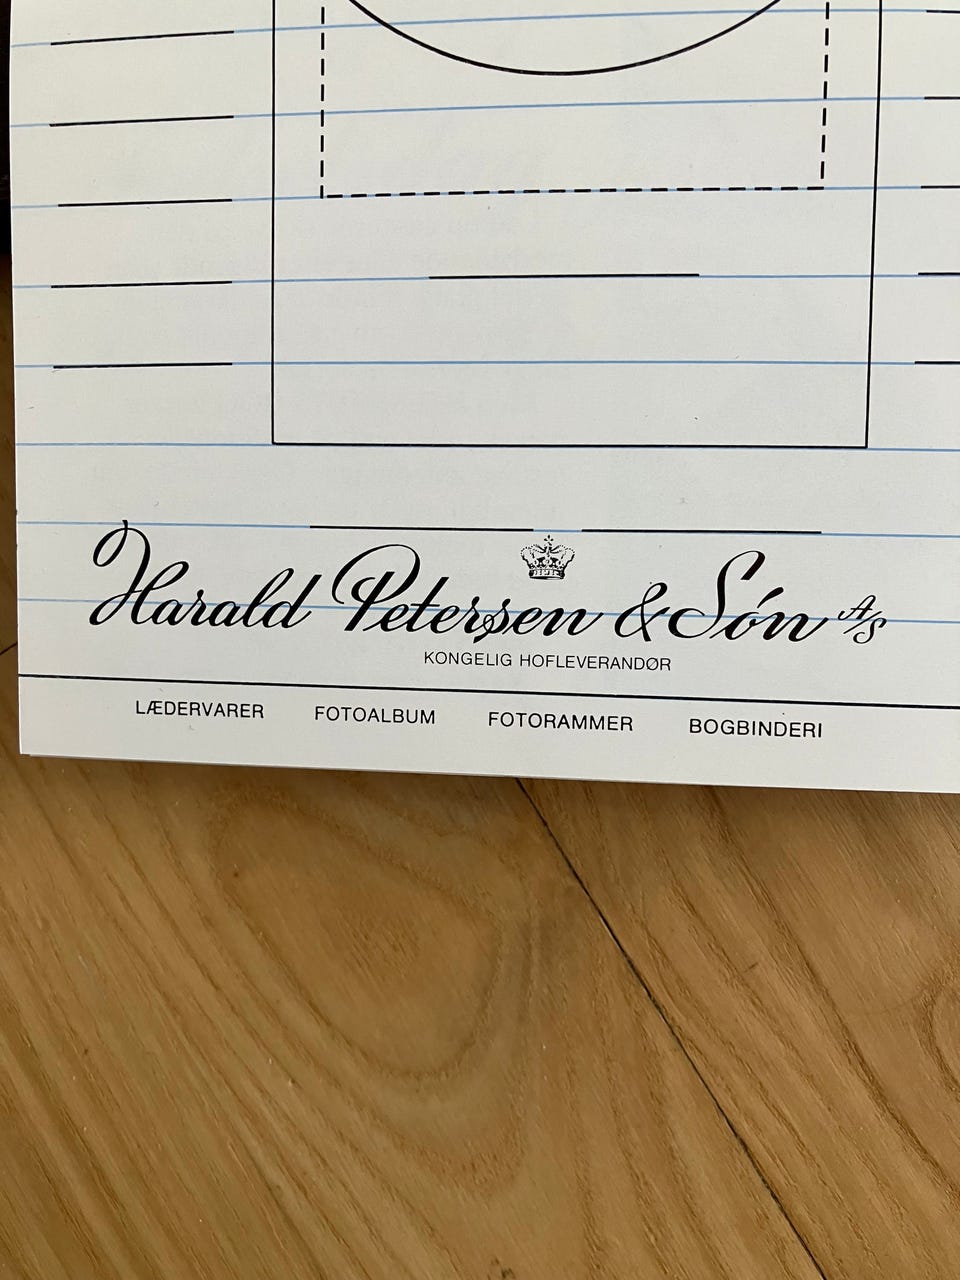 Harald Petersen & Søn A/S
KONGELIG HOFLEVERANDØR
LÆDERVARER FOTOALBUM FOTORAMMER BOGBINDERI